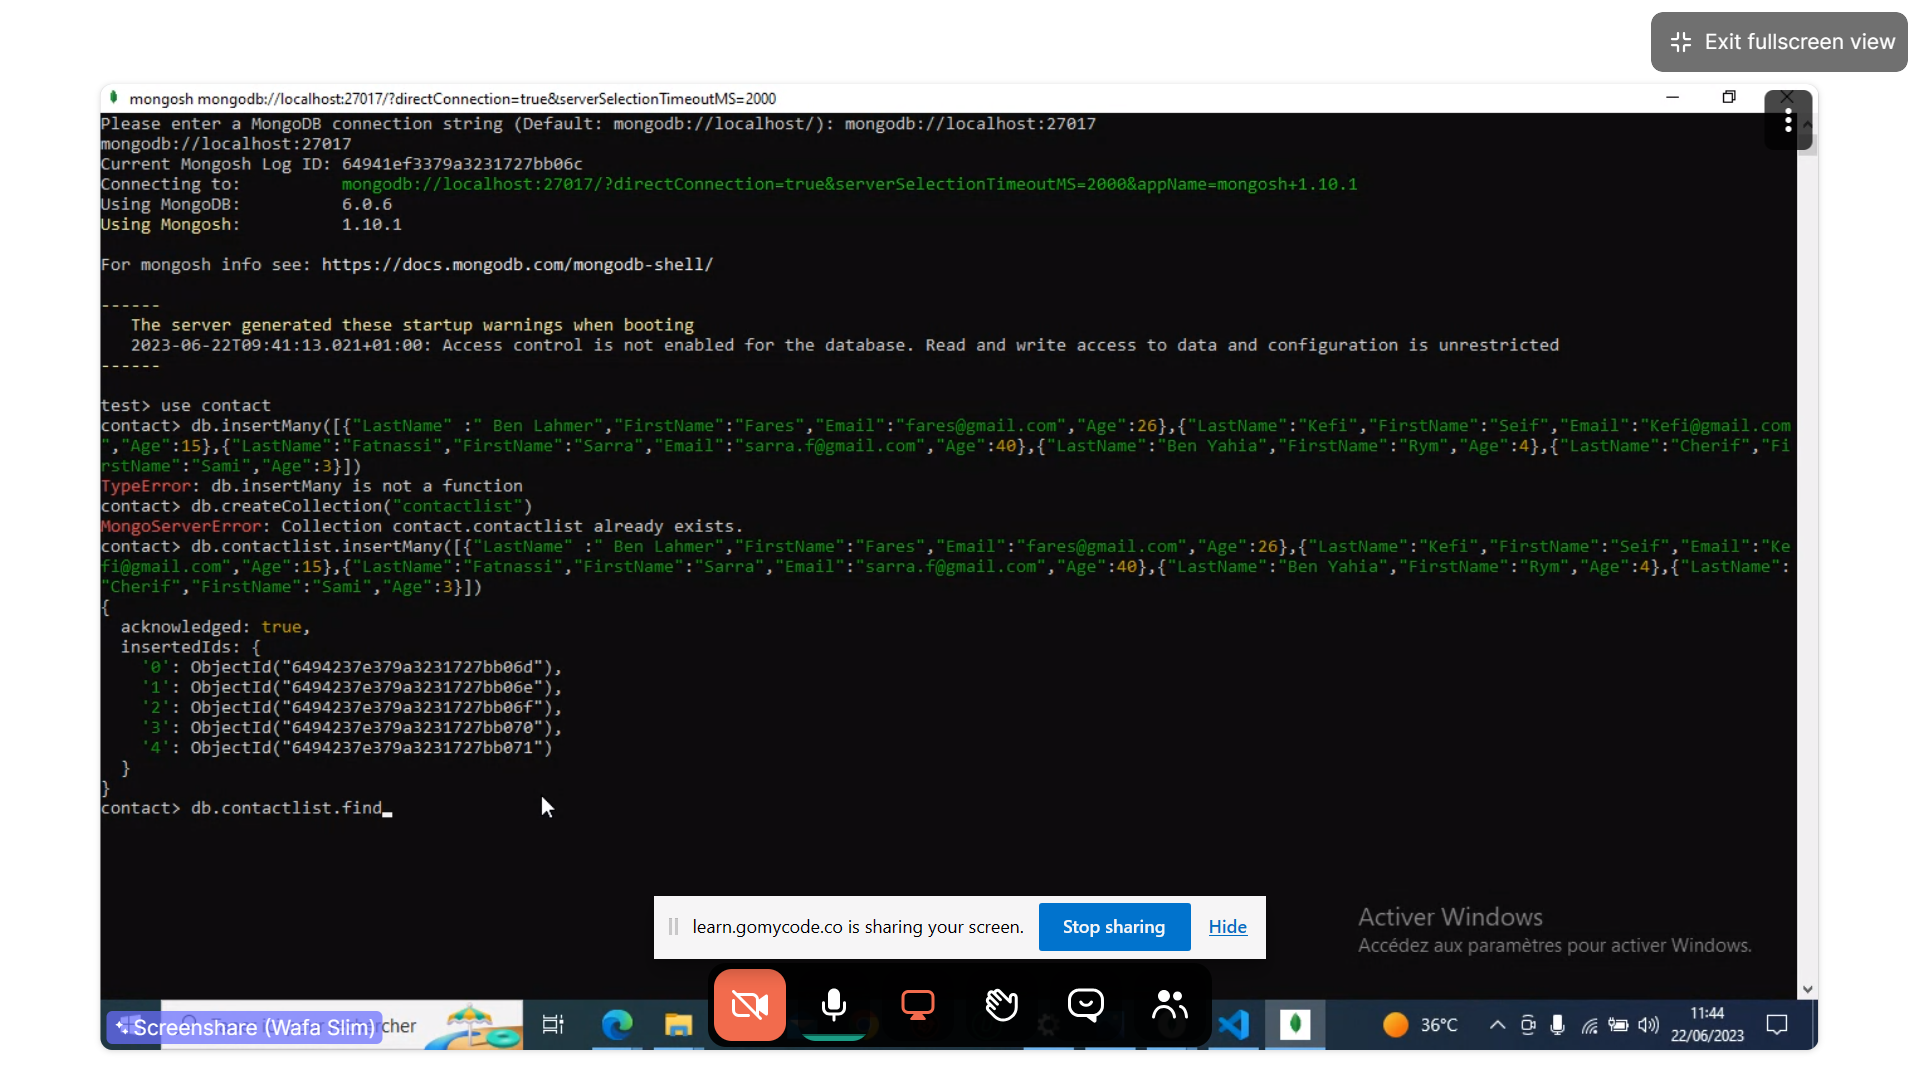 Exit fullscreen view
mongosh mongodb://localhost:27017/?directConnection=true&serverSelectionTimeoutMS=2000
Please enter a MongoDB connection string (Default: mongodb://localhost/): mongodb://localhost:27017
mongodb://localhost:27017
Current Mongosh Log ID: 64941ef3379a3231727bb06c
Connecting to: mongodb://localhost:27017/?directConnection=true&serverSelectionTimeoutMS=2000&appName=mongosh+1.10.1
Using MongoDB: 6.0.6
Using Mongosh: 1.10.1
For mongosh info see: https://docs.mongodb.com/mongodb-shell/
------
The server generated these startup warnings when booting
2023-06-22T09:41:13.021+01:00: Access control is not enabled for the database. Read and write access to data and configuration is unrestricted
------
test> use contact
contact> db.insertMany([{"LastName" :" Ben Lahmer","FirstName":"Fares","Email":"fares@gmail.com","Age":26},{"LastName":"Kefi","FirstName":"Seif","Email":"Kefi@gmail.com
","Age":15},{"LastName":"Fatnassi","FirstName":"Sarra","Email":"sarra.f@gmail.com","Age":40},{"LastName":"Ben Yahia","FirstName":"Rym","Age":4},{"LastName":"Cherif","Fi
rstName":"Sami","Age":3}])
TypeError: db.insertMany is not a function
contact> db.createCollection("contactlist")
MongoServerError: Collection contact.contactlist already exists.
contact> db.contactlist.insertMany([{"LastName" :" Ben Lahmer","FirstName":"Fares","Email":"fares@gmail.com","Age":26},{"LastName":"Kefi","FirstName":"Seif","Email":"Ke
fi@gmail.com","Age":15},{"LastName":"Fatnassi","FirstName":"Sarra","Email":"sarra.f@gmail.com","Age":40},{"LastName":"Ben Yahia","FirstName":"Rym","Age":4},{"LastName":
"Cherif","FirstName":"Sami","Age":3}])
{
acknowledged: true,
insertedIds: {
'0': ObjectId("6494237e379a3231727bb06d"),
'1': ObjectId("6494237e379a3231727bb06e"),
'2': ObjectId("6494237e379a3231727bb06f"),
'3': ObjectId("6494237e379a3231727bb070"),
'4': ObjectId("6494237e379a3231727bb071")
}
}
contact> db.contactlist.find_
learn.gomycode.co is sharing your screen. Stop sharing Hide
Activer Windows
Accédez aux paramètres pour activer Windows.
Screenshare (Wafa Slim) cher
36°C
11:44
22/06/2023